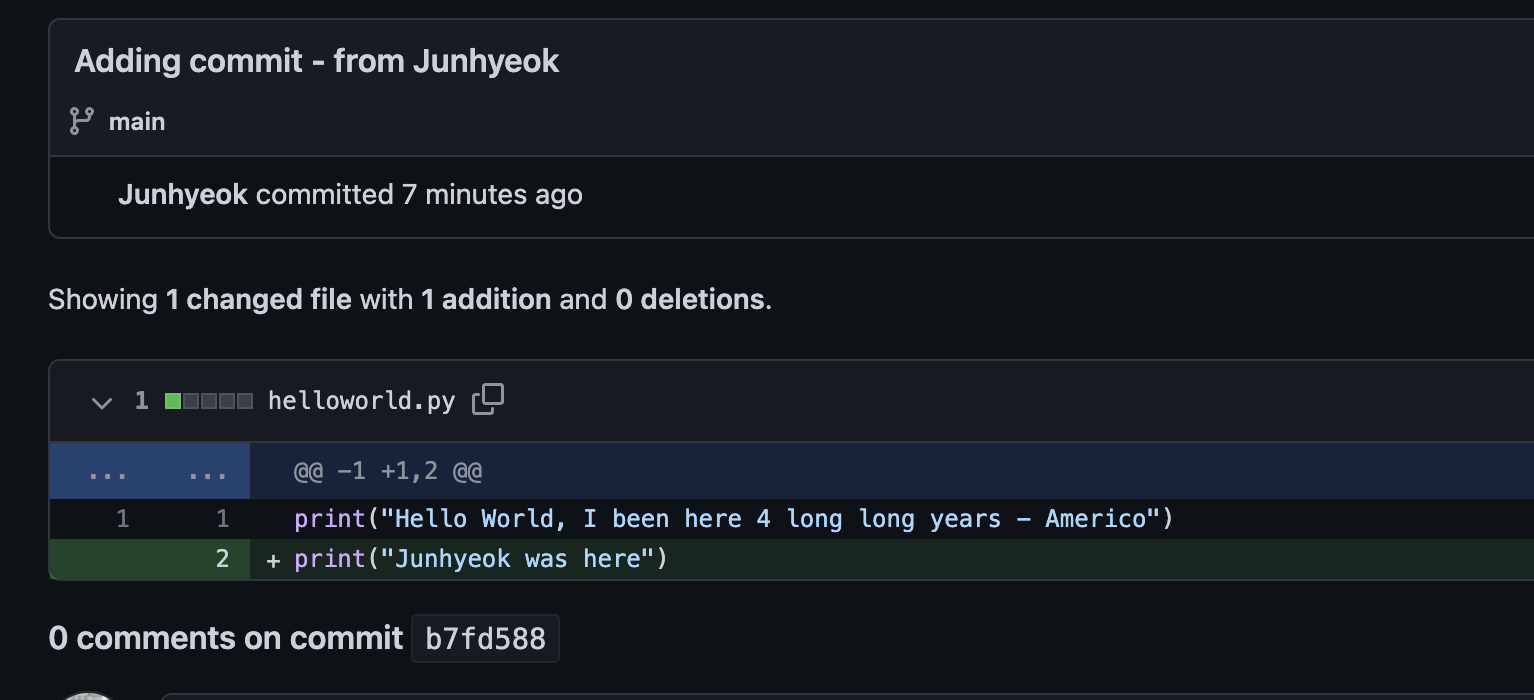 Adding commit - from Junhyeok
main
Junhyeok committed 7 minutes ago
Showing 1 changed file with 1 addition and 0 deletions.
1 helloworld.py
... ... @@ -1 +1,2 @@
1 1 print("Hello World, I been here 4 long long years - Americo")
2 + print("Junhyeok was here")
0 comments on commit b7fd588